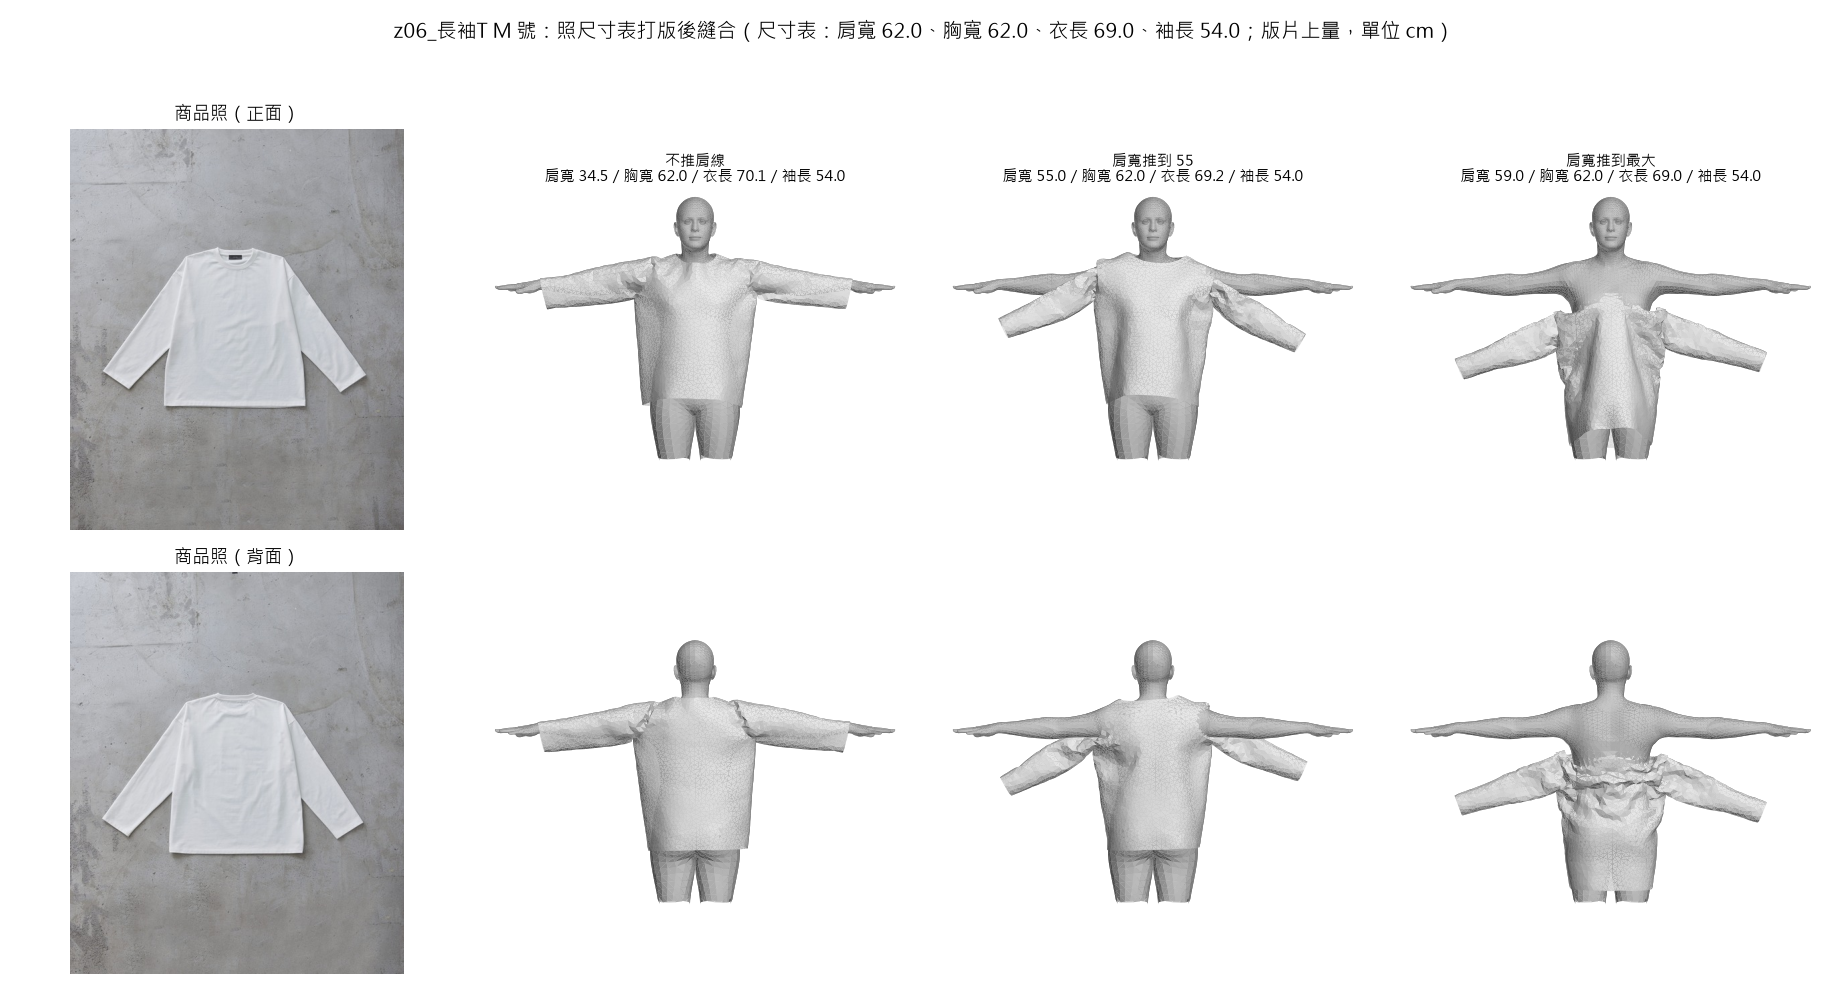 z06_長袖T M 號：照尺寸表打版後縫合（尺寸表：肩寬 62.0、胸寬 62.0、衣長 69.0、袖長 54.0；版片上量，單位 cm）
商品照（正面）
不推肩線
肩寬 34.5 / 胸寬 62.0 / 衣長 70.1 / 袖長 54.0
肩寬推到 55
肩寬 55.0 / 胸寬 62.0 / 衣長 69.2 / 袖長 54.0
肩寬推到最大
肩寬 59.0 / 胸寬 62.0 / 衣長 69.0 / 袖長 54.0
商品照（背面）